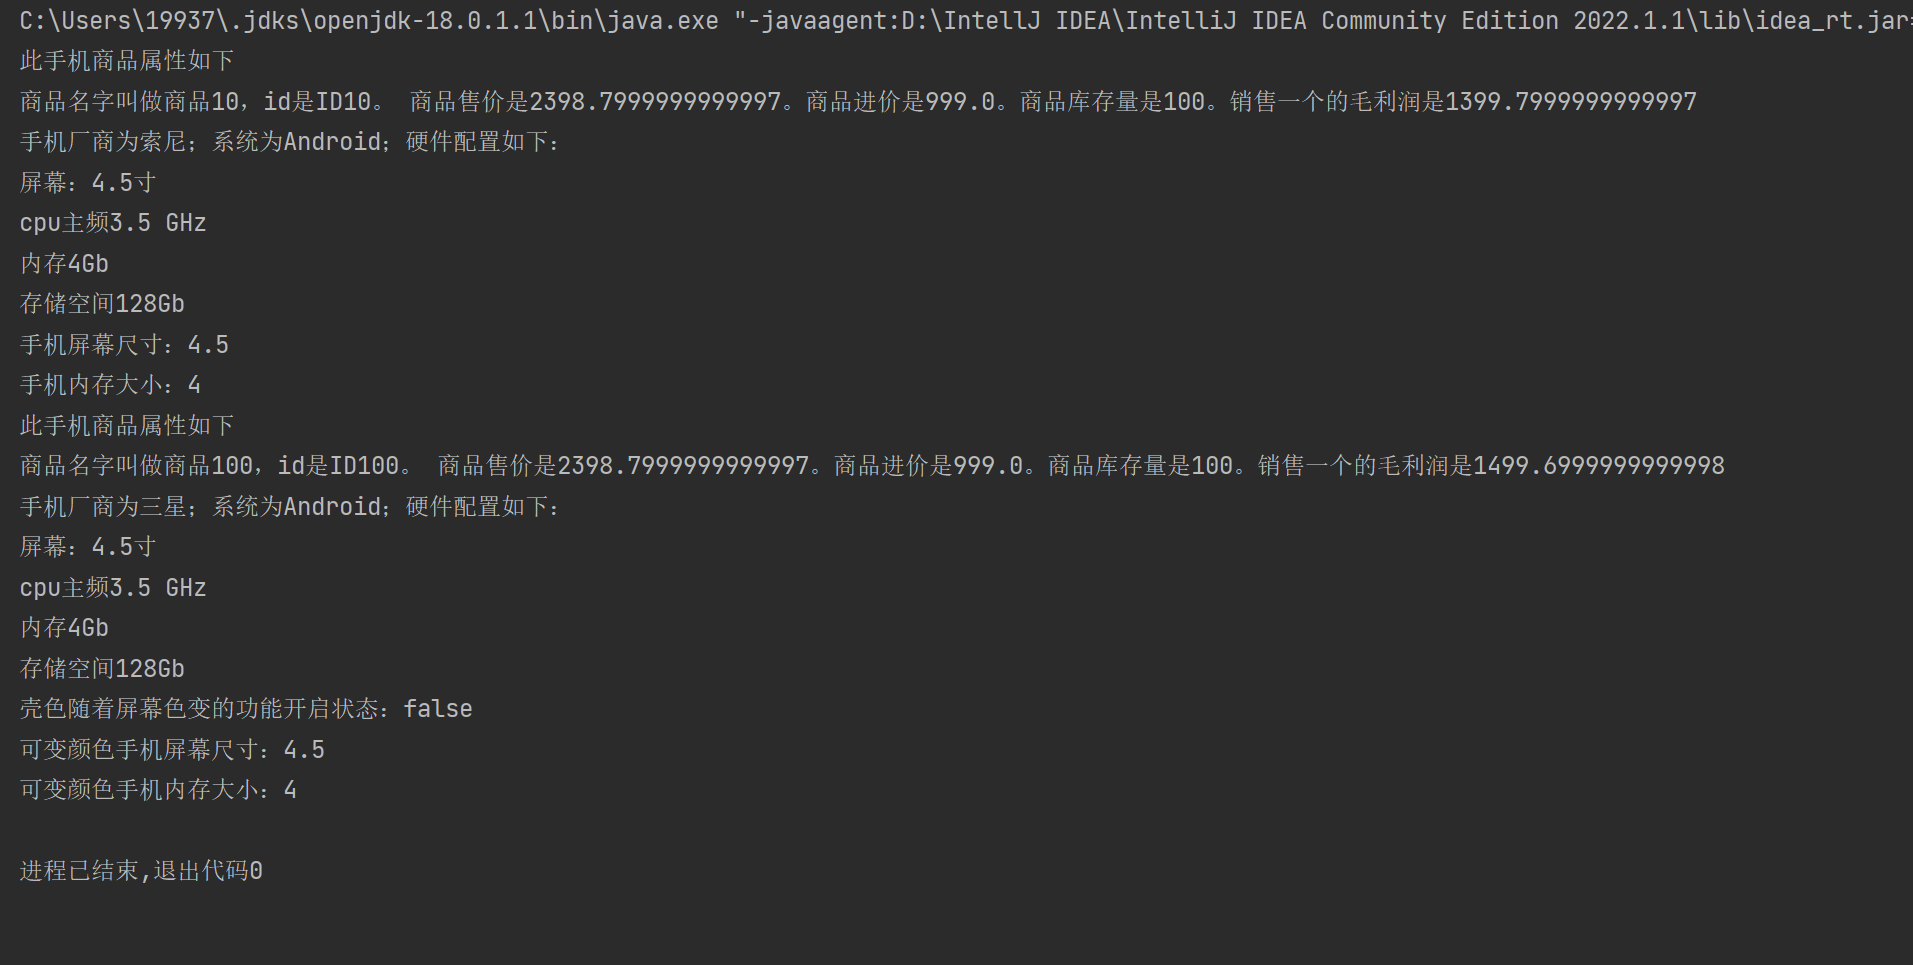 C:\Users\19937\.jdks\openjdk-18.0.1.1\bin\java.exe "-javaagent:D:\IntellJ IDEA\IntelliJ IDEA Community Edition 2022.1.1\lib\idea_rt.jar=
此手机商品属性如下
商品名字叫做商品10，id是ID10。 商品售价是2398.7999999999997。商品进价是999.0。商品库存量是100。销售一个的毛利润是1399.7999999999997
手机厂商为索尼；系统为Android；硬件配置如下：
屏幕：4.5寸
cpu主频3.5 GHz
内存4Gb
存储空间128Gb
手机屏幕尺寸：4.5
手机内存大小：4
此手机商品属性如下
商品名字叫做商品100，id是ID100。 商品售价是2398.7999999999997。商品进价是999.0。商品库存量是100。销售一个的毛利润是1499.6999999999998
手机厂商为三星；系统为Android；硬件配置如下：
屏幕：4.5寸
cpu主频3.5 GHz
内存4Gb
存储空间128Gb
壳色随着屏幕色变的功能开启状态：false
可变颜色手机屏幕尺寸：4.5
可变颜色手机内存大小：4
进程已结束,退出代码0